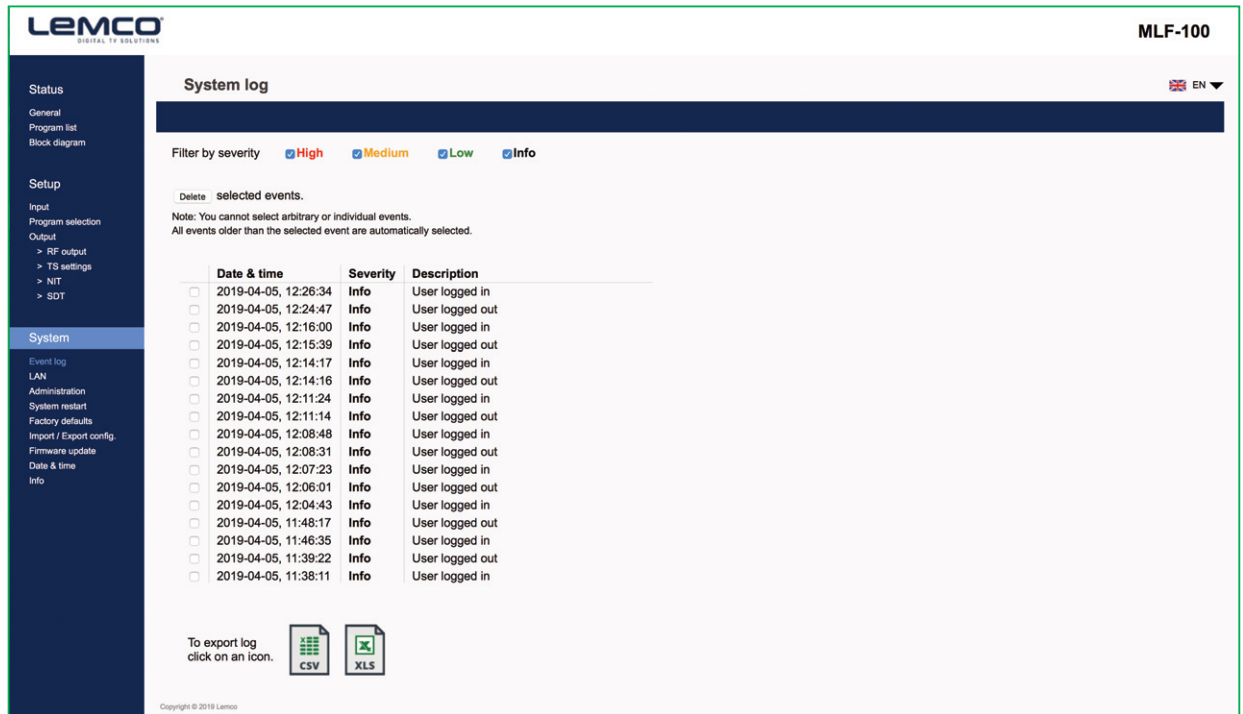 LEMCO
DIGITAL TV SOLUTIONS
MLF-100
Status
General
Program list
Block diagram
Setup
Input
Program selection
Output
> RF output
> TS settings
> NIT
> SDT
System
Event log
LAN
Administration
System restart
Factory defaults
Import / Export config.
Firmware update
Date & time
Info
System log
EN
Filter by severity High Medium Low Info
Delete selected events.
Note: You cannot select arbitrary or individual events.
All events older than the selected event are automatically selected.
Date & time Severity Description
2019-04-05, 12:26:34 Info User logged in
2019-04-05, 12:24:47 Info User logged out
2019-04-05, 12:16:00 Info User logged in
2019-04-05, 12:15:39 Info User logged out
2019-04-05, 12:14:17 Info User logged in
2019-04-05, 12:14:16 Info User logged out
2019-04-05, 12:11:24 Info User logged in
2019-04-05, 12:11:14 Info User logged out
2019-04-05, 12:08:48 Info User logged in
2019-04-05, 12:08:31 Info User logged out
2019-04-05, 12:07:23 Info User logged in
2019-04-05, 12:06:01 Info User logged out
2019-04-05, 12:04:43 Info User logged in
2019-04-05, 11:48:17 Info User logged out
2019-04-05, 11:46:35 Info User logged in
2019-04-05, 11:39:22 Info User logged out
2019-04-05, 11:38:11 Info User logged in
To export log
click on an icon.
CSV
XLS
Copyright © 2019 Lemco